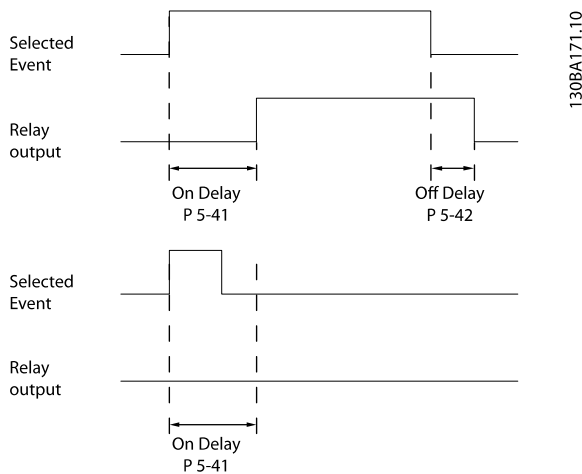 Selected
Event
130BA171.10
Relay
output
On Delay
P 5-41
Off Delay
P 5-42
Selected
Event
Relay
output
On Delay
P 5-41